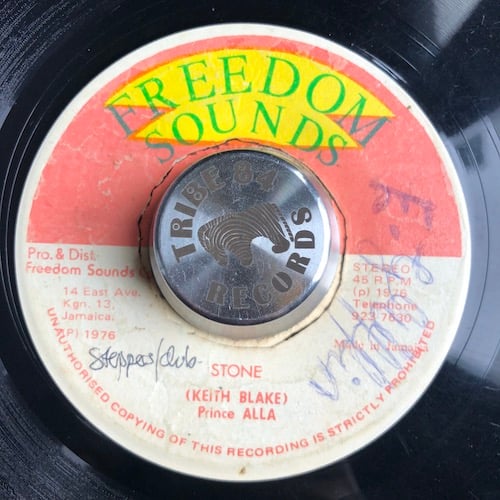 FREEDOM
SOUNDS
TRIBE 84
RECORDS
Pro. & Dist.
Freedom Sounds
14 East Ave.
Kgn. 13,
Jamaica.
(P) 1976
STEREO
45 R.P.M
(p) 1976
Telephone
923 7630
Made in Jamaica
Steppers/dub
STONE
(KEITH BLAKE)
Prince ALLA
UNAUTHORISED COPYING OF THIS RECORDING IS STRICTLY PROHIBITED